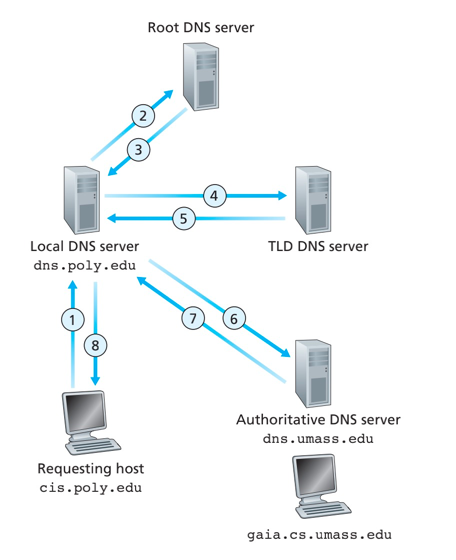 Root DNS server
2
3
4
5
Local DNS server
dns.poly.edu
TLD DNS server
1
8
7
6
Requesting host
cis.poly.edu
Authoritative DNS server
dns.umass.edu
gaia.cs.umass.edu